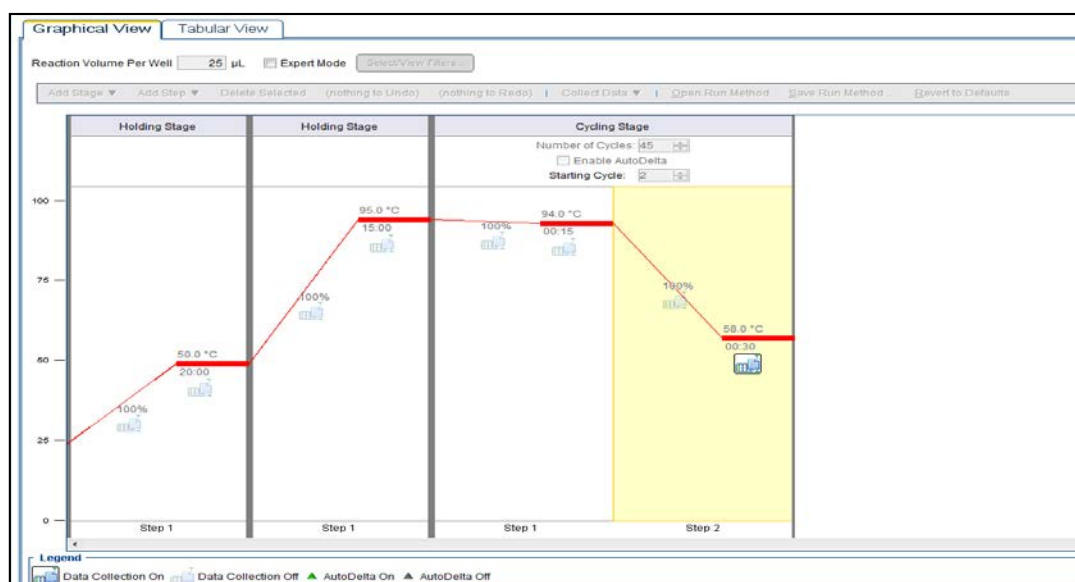 Graphical View Tabular View
Reaction Volume Per Well 25 µL Expert Mode Select/View Filters...
Add Stage ▼ Add Step ▼ Delete Selected (nothing to Undo) (nothing to Redo) | Collect Data ▼ | Open Run Method Save Run Method... Revert to Defaults
Holding Stage Holding Stage Cycling Stage
Number of Cycles: 45
Enable AutoDelta
Starting Cycle: 2
100
95.0 °C 94.0 °C
15:00 100% 00:15
75
100% 100%
58.0 °C
50 50.0 °C 00:30
20:00
100%
25
0
Step 1 Step 1 Step 1 Step 2
Legend
Data Collection On Data Collection Off ▲ AutoDelta On ▲ AutoDelta Off